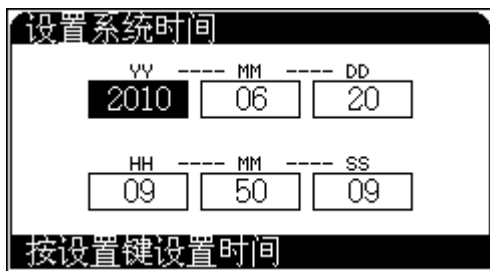 设置系统时间
YY ---- MM ---- DD
2010 06 20
HH ---- MM ---- SS
09 50 09
按设置键设置时间